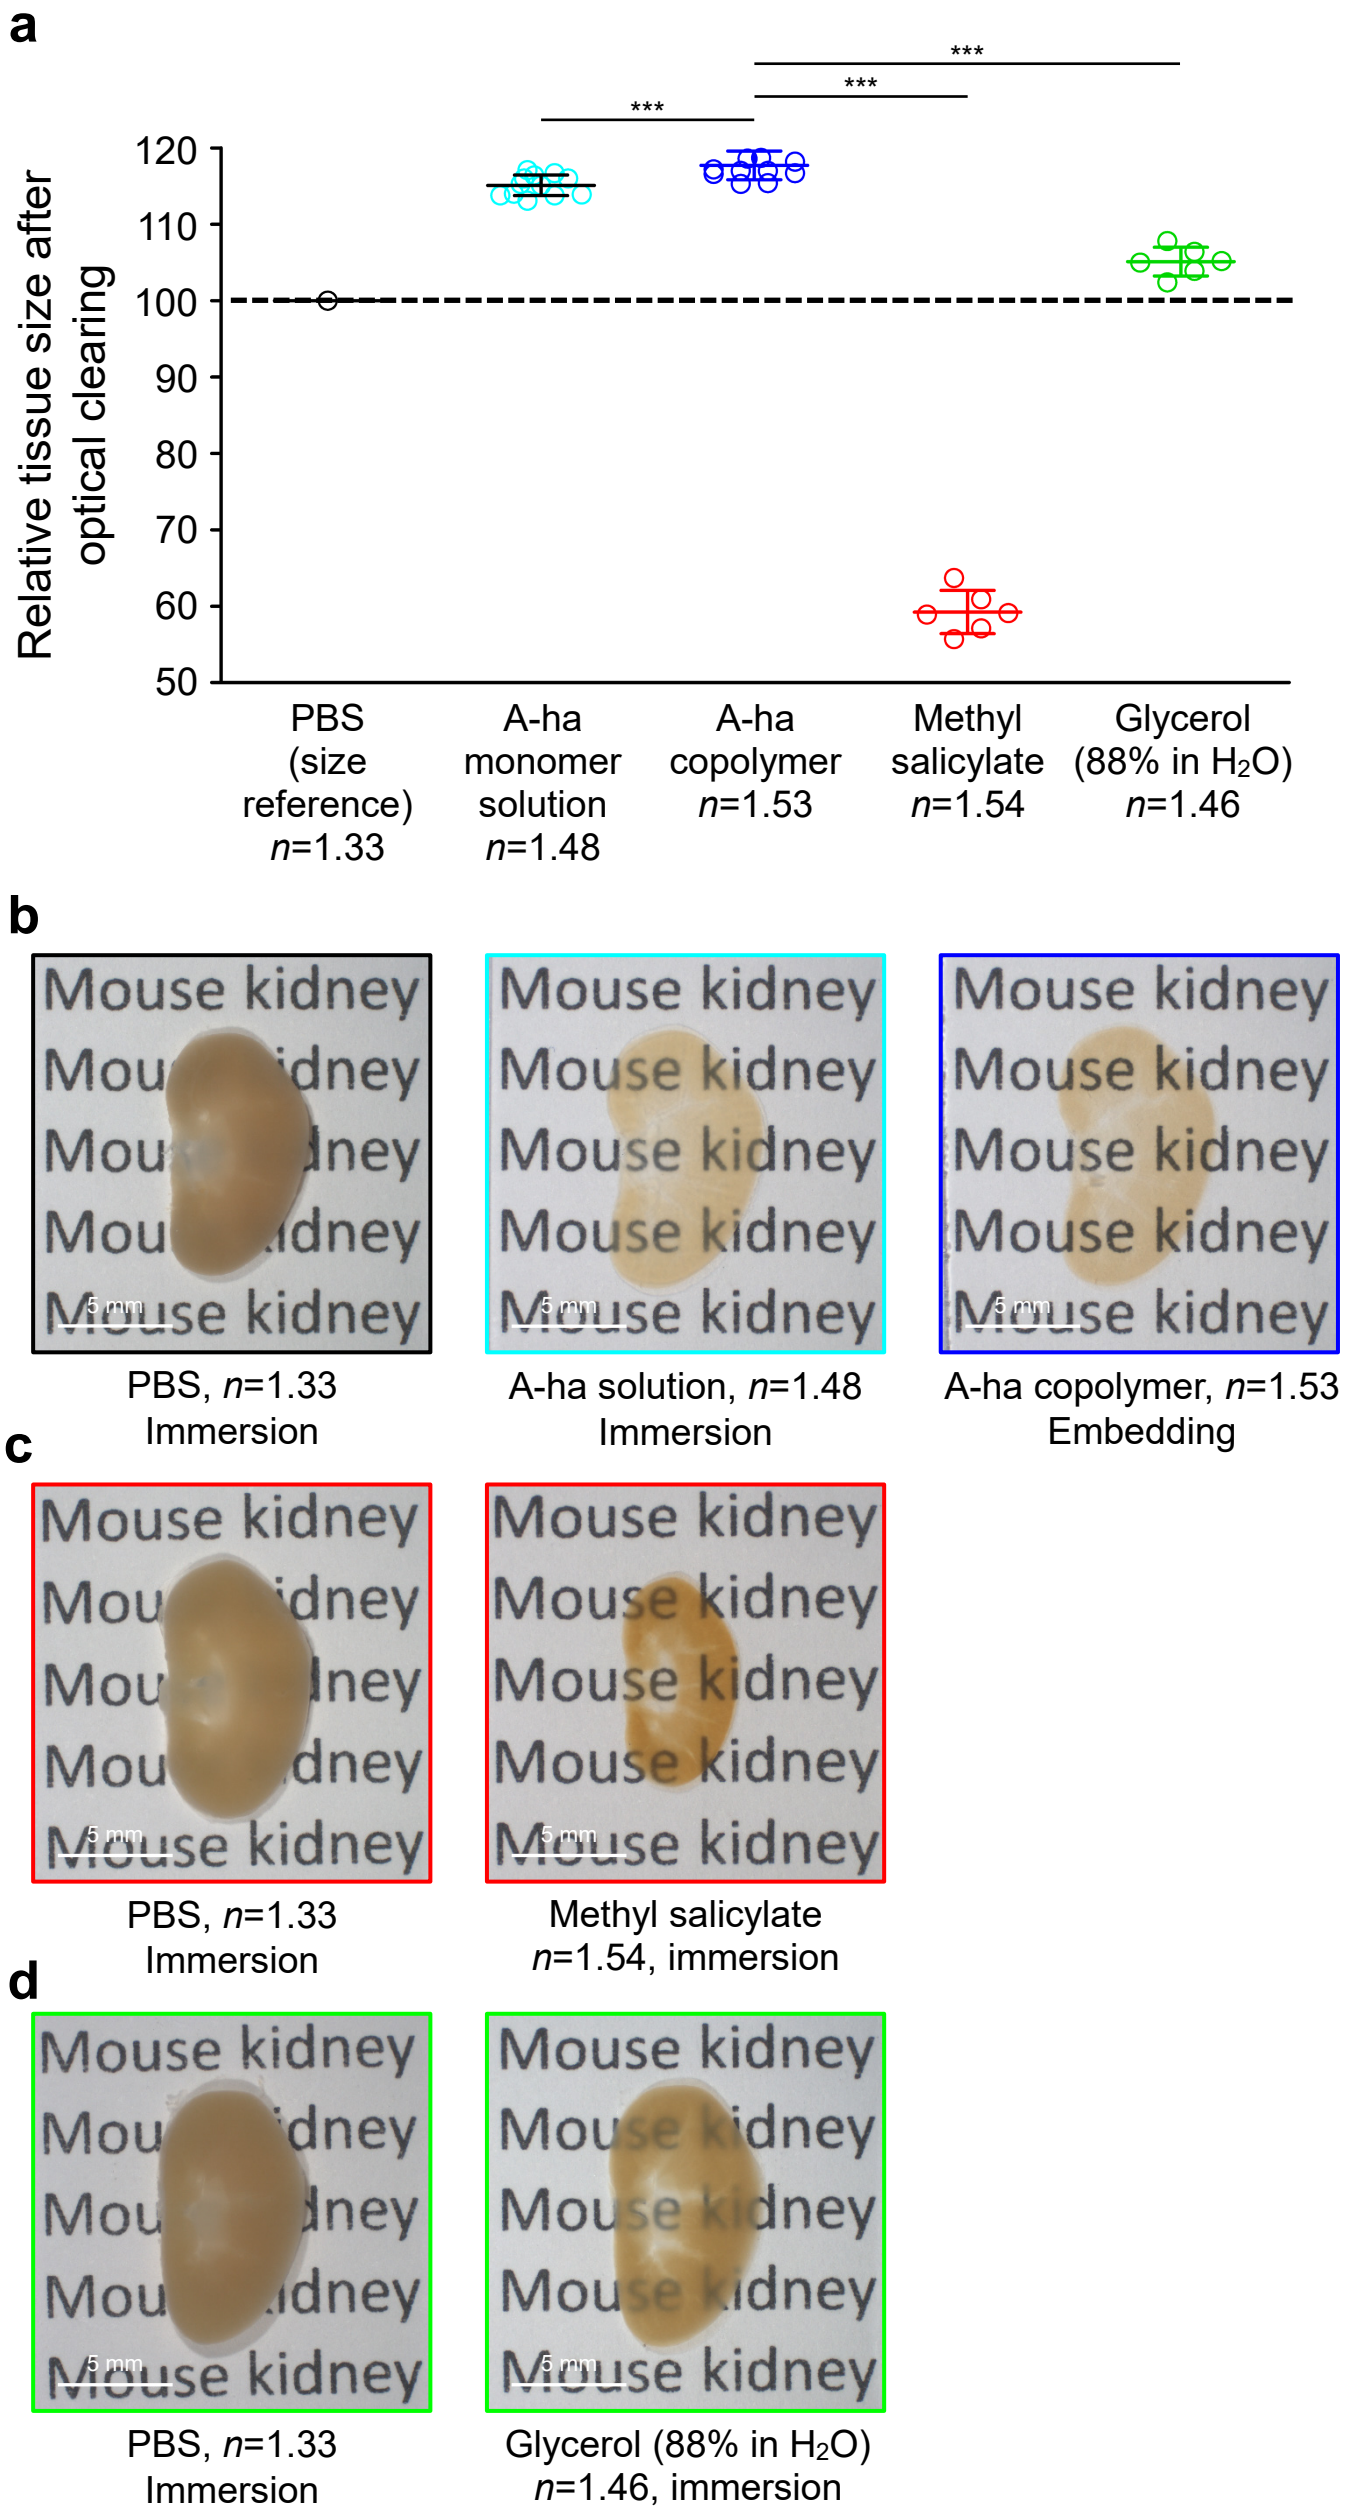 a
***
***
***
Relative tissue size after
optical clearing
120
110
100
90
80
70
60
50
PBS
(size
reference)
n=1.33
A-ha
monomer
solution
n=1.48
A-ha
copolymer
n=1.53
Methyl
salicylate
n=1.54
Glycerol
(88% in H₂O)
n=1.46
b
Mouse kidney
Mou idney
Mou dney
Mou idney
Mouse kidney
5 mm
PBS, n=1.33
Immersion
Mouse kidney
Mouse kidney
Mouse kidney
Mouse kidney
Mouse kidney
5 mm
A-ha solution, n=1.48
Immersion
Mouse kidney
Mouse kidney
Mouse kidney
Mouse kidney
Mouse kidney
5 mm
A-ha copolymer, n=1.53
Embedding
c
Mouse kidney
Mou idney
Mou dney
Mou dney
Mouse kidney
5 mm
PBS, n=1.33
Immersion
Mouse kidney
Mouse kidney
Mouse kidney
Mouse kidney
Mouse kidney
5 mm
Methyl salicylate
n=1.54, immersion
d
Mouse kidney
Mou idney
Mou dney
Mou idney
Mouse kidney
5 mm
PBS, n=1.33
Immersion
Mouse kidney
Mouse kidney
Mouse kidney
Mouse kidney
Mouse kidney
5 mm
Glycerol (88% in H₂O)
n=1.46, immersion